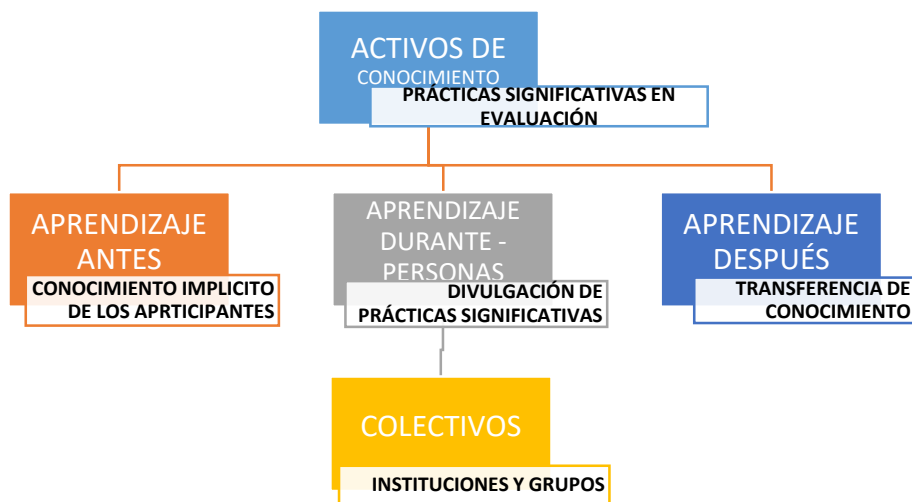 ACTIVOS DE
CONOCIMIENTO
PRÁCTICAS SIGNIFICATIVAS EN
EVALUACIÓN
APRENDIZAJE
ANTES
CONOCIMIENTO IMPLICITO
DE LOS APRTICIPANTES
APRENDIZAJE
DURANTE -
PERSONAS
DIVULGACIÓN DE
PRÁCTICAS SIGNIFICATIVAS
APRENDIZAJE
DESPUÉS
TRANSFERENCIA DE
CONOCIMIENTO
COLECTIVOS
INSTITUCIONES Y GRUPOS